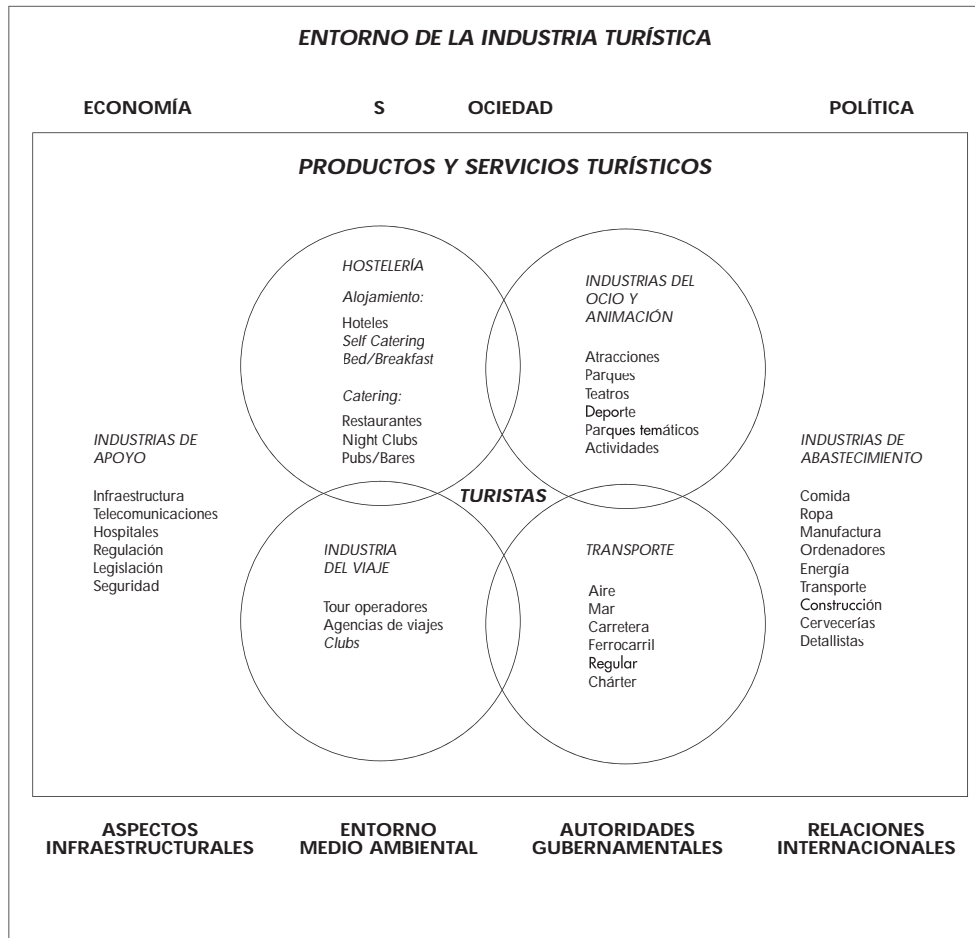 ENTORNO DE LA INDUSTRIA TURÍSTICA
ECONOMÍA
S OCIEDAD
POLÍTICA
PRODUCTOS Y SERVICIOS TURÍSTICOS
HOSTELERÍA
Alojamiento:
Hoteles
Self Catering
Bed/Breakfast
Catering:
Restaurantes
Night Clubs
Pubs/Bares
INDUSTRIAS DEL
OCIO Y
ANIMACIÓN
Atracciones
Parques
Teatros
Deporte
Parques temáticos
Actividades
INDUSTRIAS DE
APOYO
Infraestructura
Telecomunicaciones
Hospitales
Regulación
Legislación
Seguridad
TURISTAS
INDUSTRIAS DE
ABASTECIMIENTO
Comida
Ropa
Manufactura
Ordenadores
Energía
Transporte
Construcción
Cervecerías
Detallistas
INDUSTRIA
DEL VIAJE
Tour operadores
Agencias de viajes
Clubs
TRANSPORTE
Aire
Mar
Carretera
Ferrocarril
Regular
Chárter
ASPECTOS
INFRAESTRUCTURALES
ENTORNO
MEDIO AMBIENTAL
AUTORIDADES
GUBERNAMENTALES
RELACIONES
INTERNACIONALES